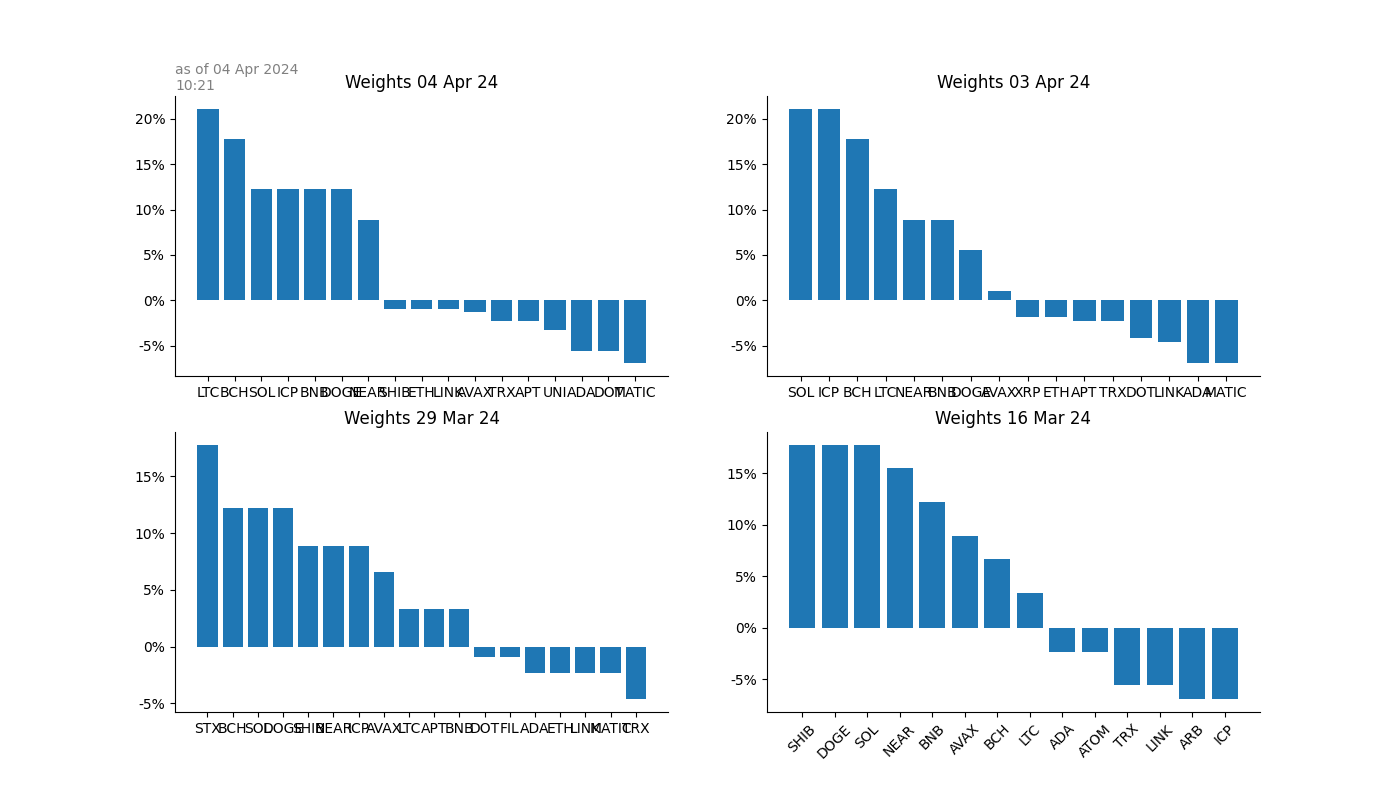 as of 04 Apr 2024
10:21
Weights 04 Apr 24
20%
15%
10%
5%
0%
-5%
LTC BCH SOL ICP BNB DOGE NEAR SHIB ETH LINK AVAX TRX APT UNI ADA DOT MATIC
Weights 03 Apr 24
20%
15%
10%
5%
0%
-5%
SOL ICP BCH LTC NEAR BNB DOGE AVAX XRP ETH APT TRX DOT LINK ADA MATIC
Weights 29 Mar 24
15%
10%
5%
0%
-5%
STX BCH SOL DOGE SHIB NEAR ICP AVAX LTC APT BNB DOT FIL ADA ETH LINK MATIC TRX
Weights 16 Mar 24
15%
10%
5%
0%
-5%
SHIB DOGE SOL NEAR BNB AVAX BCH LTC ADA ATOM TRX LINK ARB ICP